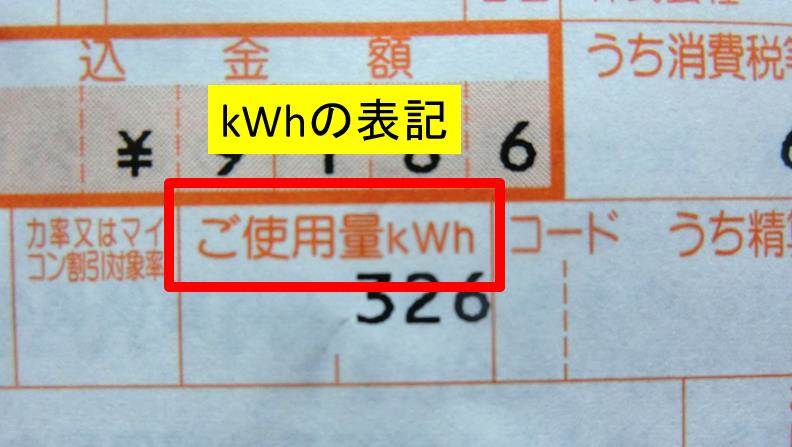 込金額
うち消費税
kWhの表記
¥ 6
力率又はマイ
コン割引対象率
ご使用量kWh
コード
うち精
326